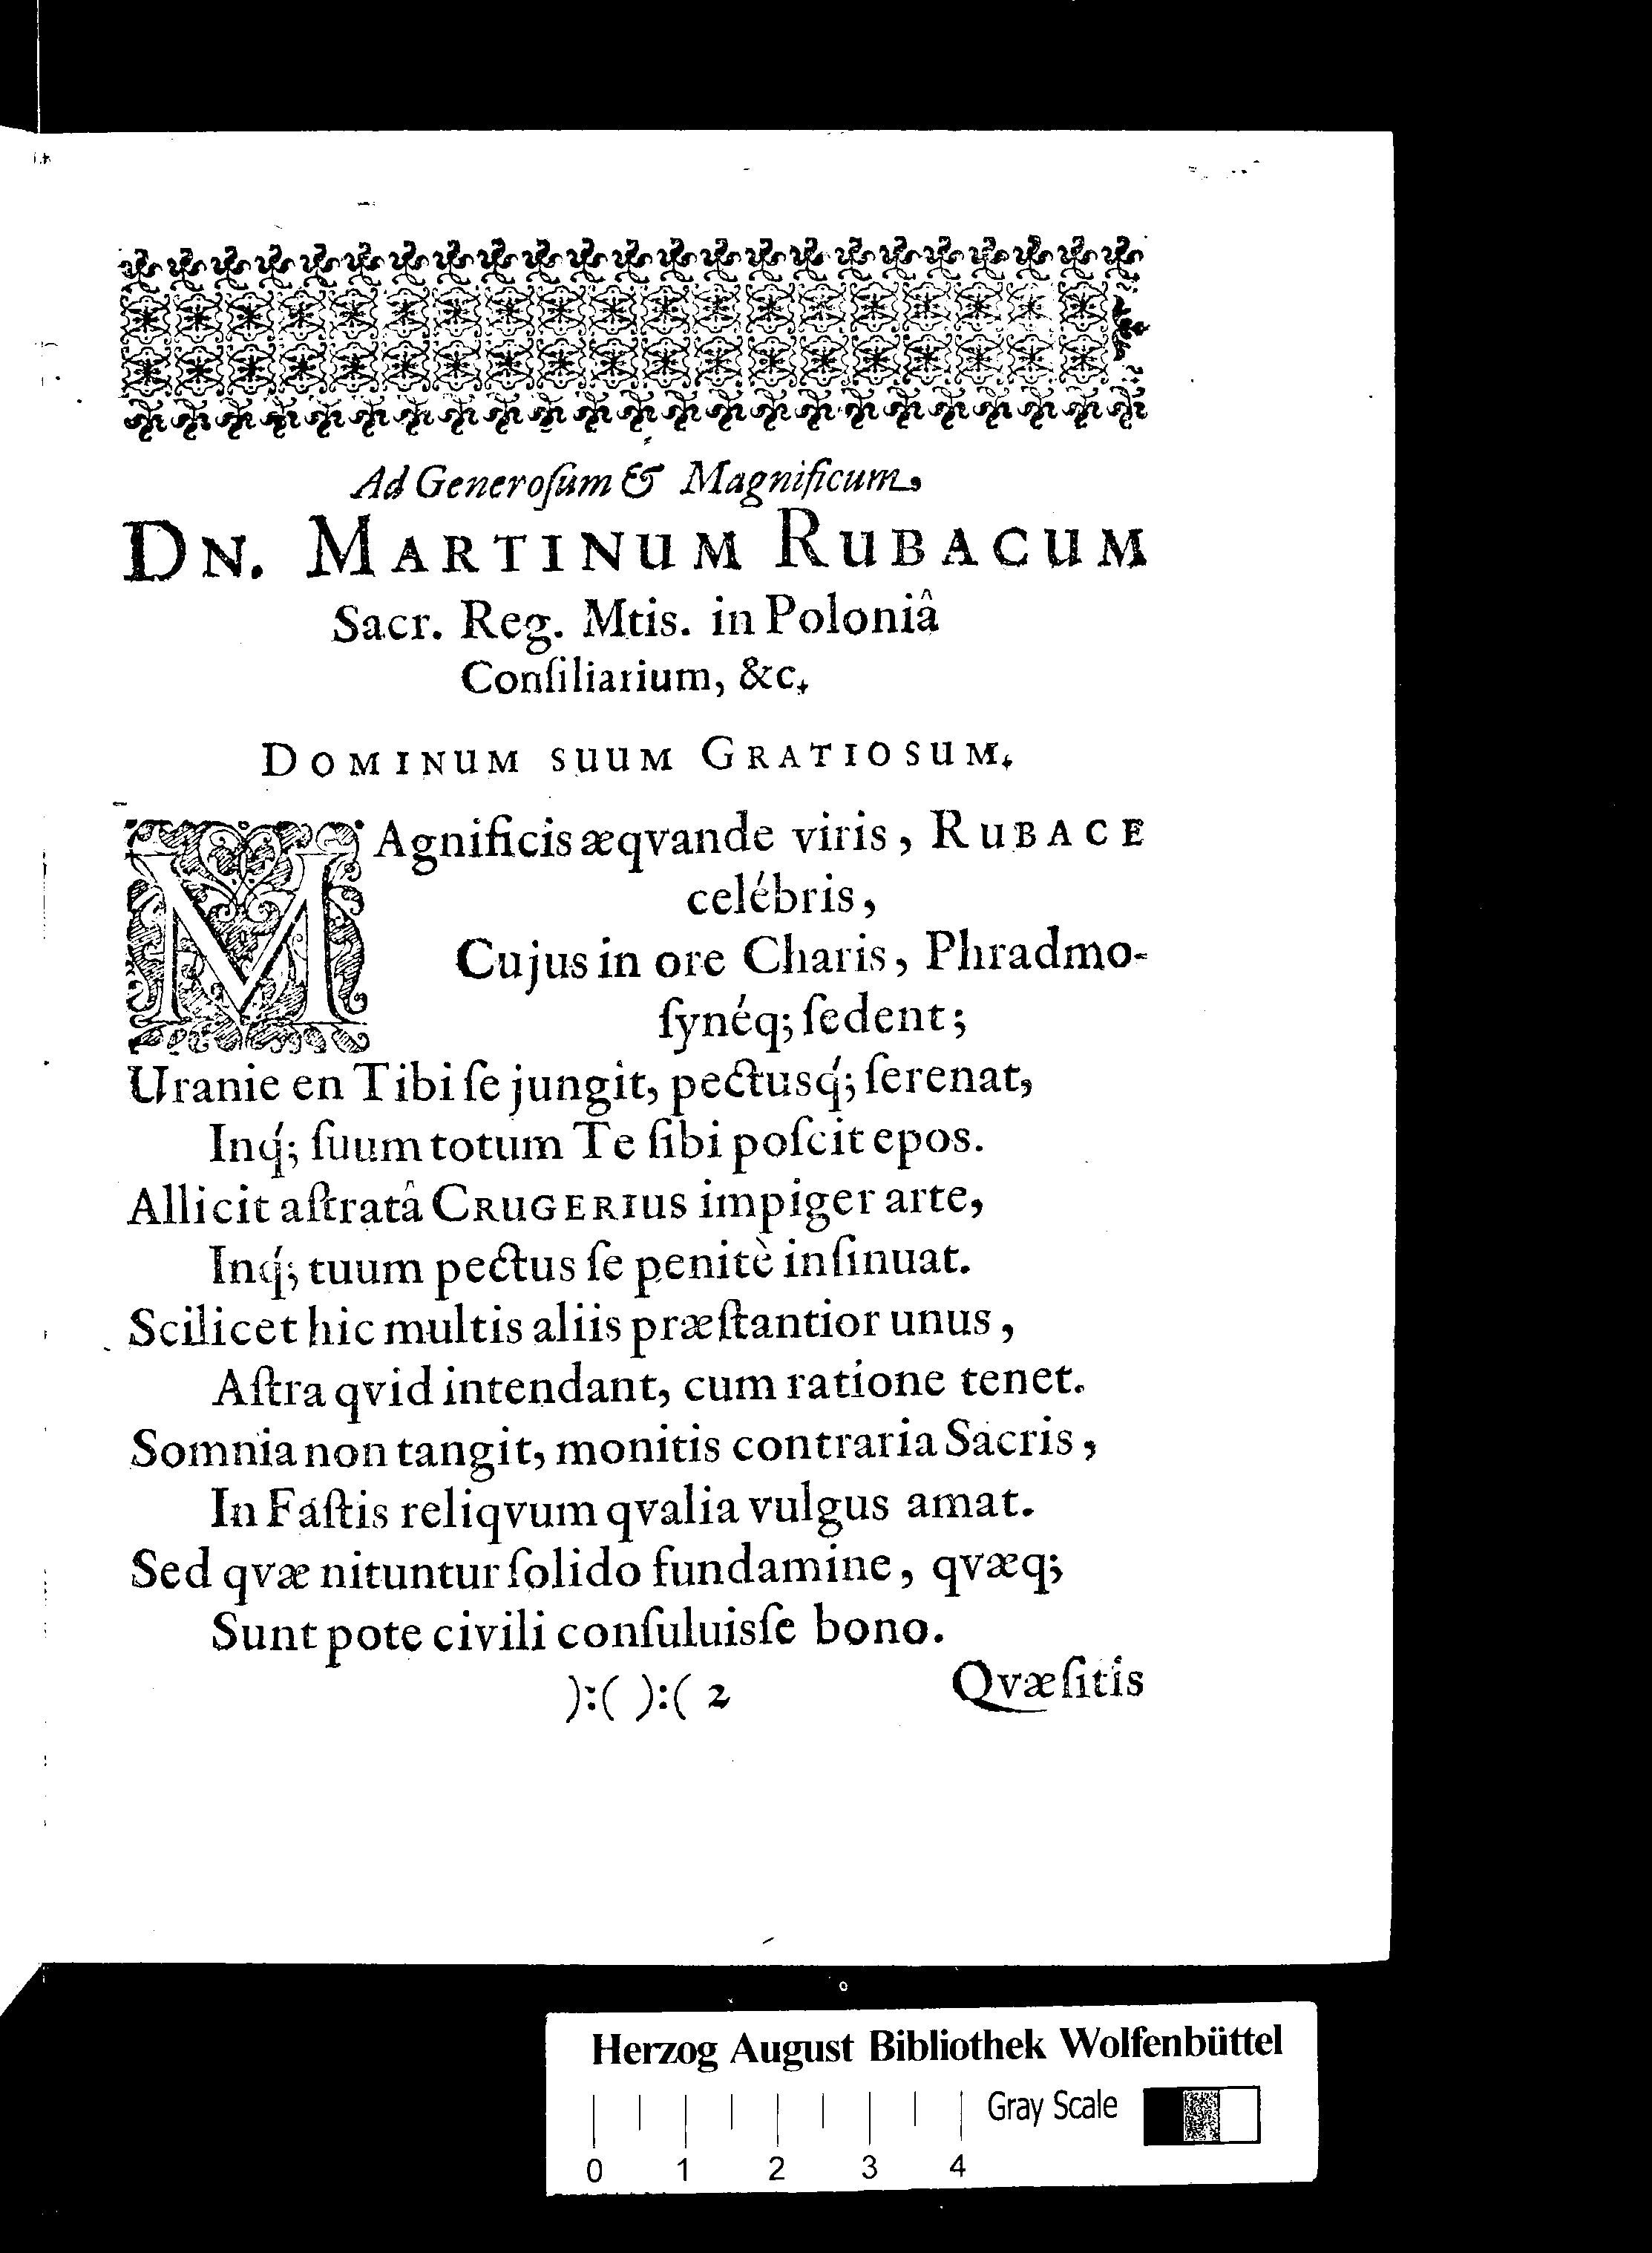 Ad Generoſum & Magnificum,
DN. MARTINUM RUBACUM
Sacr. Reg. Mtis. in Poloniâ
Conſiliarium, &c.
DOMINUM SUUM GRATIOSUM.
MAgnificis æqvande viris, RUBACE
celébris,
Cujus in ore Charis, Phradmo-
ſynéq; ſedent;
Uranie en Tibi ſe jungit, pectusq́; ſerenat,
Inq́; ſuum totum Te ſibi poſcit epos.
Allicit aſtratâ CRUGERIUS impiger arte,
Inq́; tuum pectus ſe penitè inſinuat.
Scilicet hic multis aliis præſtantior unus,
Aſtra qvid intendant, cum ratione tenet.
Somnia non tangit, monitis contraria Sacris,
In Faſtis reliqvum qvalia vulgus amat.
Sed qvæ nituntur ſolido fundamine, qvæq;
Sunt pote civili conſuluisſe bono.
):( ):( 2 Qvæſitis
Herzog August Bibliothek Wolfenbüttel
Gray Scale
0 1 2 3 4